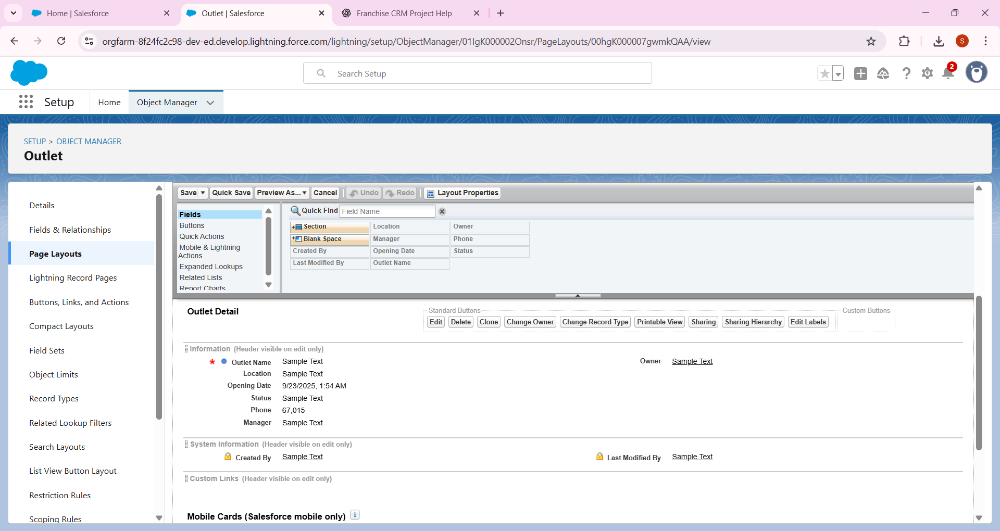 Home | Salesforce
Outlet | Salesforce
Franchise CRM Project Help
orgfarm-8f24fc2c98-dev-ed.develop.lightning.force.com/lightning/setup/ObjectManager/01IgK000002Onsr/PageLayouts/00hgK000007gwmkQAA/view
S
Search Setup
2
Setup
Home
Object Manager
SETUP > OBJECT MANAGER
Outlet
Details
Fields & Relationships
Page Layouts
Lightning Record Pages
Buttons, Links, and Actions
Compact Layouts
Field Sets
Object Limits
Record Types
Related Lookup Filters
Search Layouts
List View Button Layout
Restriction Rules
Scoping Rules
Save
Quick Save
Preview As...
Cancel
Undo
Redo
Layout Properties
Fields
Buttons
Quick Actions
Mobile & Lightning
Actions
Expanded Lookups
Related Lists
Report Charts
Quick Find
Field Name
Section
Location
Owner
Blank Space
Manager
Phone
Created By
Opening Date
Status
Last Modified By
Outlet Name
Outlet Detail
Standard Buttons
Edit
Delete
Clone
Change Owner
Change Record Type
Printable View
Sharing
Sharing Hierarchy
Edit Labels
Custom Buttons
Information (Header visible on edit only)
* Outlet Name Sample Text
Owner Sample Text
Location Sample Text
Opening Date 9/23/2025, 1:54 AM
Status Sample Text
Phone 67,015
Manager Sample Text
System Information (Header visible on edit only)
Created By Sample Text
Last Modified By Sample Text
Custom Links (Header visible on edit only)
Mobile Cards (Salesforce mobile only) i